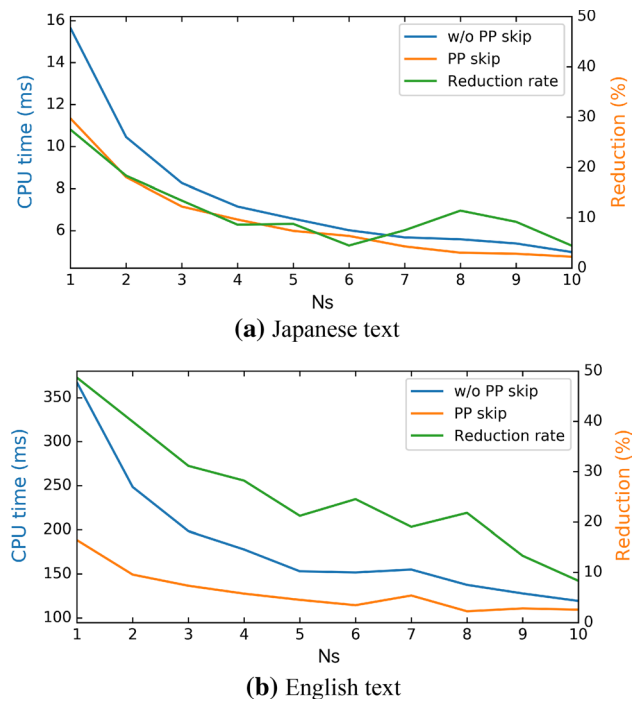 16
14
12
10
8
6
CPU time (ms)
50
40
30
20
10
0
Reduction (%)
w/o PP skip
PP skip
Reduction rate
1 2 3 4 5 6 7 8 9 10
Ns
(a) Japanese text
350
300
250
200
150
100
CPU time (ms)
50
40
30
20
10
0
Reduction (%)
w/o PP skip
PP skip
Reduction rate
1 2 3 4 5 6 7 8 9 10
Ns
(b) English text